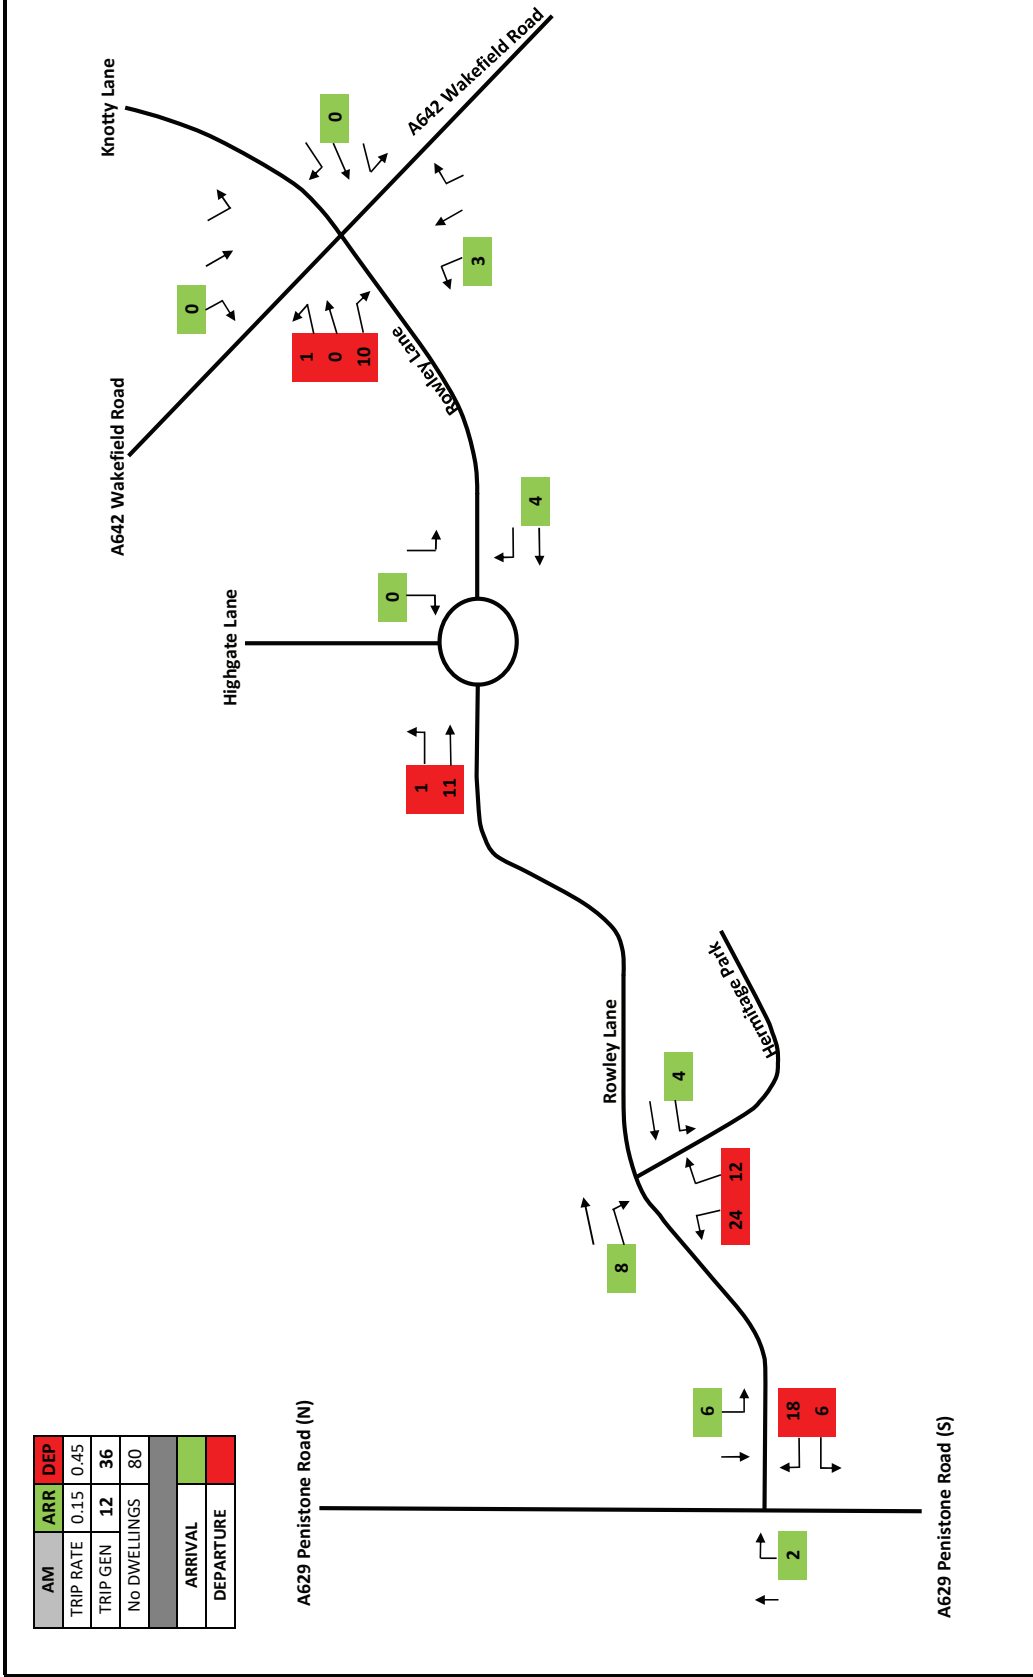 AM ARR DEP
TRIP RATE 0.15 0.45
TRIP GEN 12 36
No DWELLINGS 80
ARRIVAL
DEPARTURE
A629 Penistone Road (N)
A629 Penistone Road (S)
2
6
18
6
8
24
12
4
Rowley Lane
Hermitage Park
1
11
Highgate Lane
0
4
Rowley Lane
A642 Wakefield Road
0
1
0
10
3
0
Knotty Lane
A642 Wakefield Road